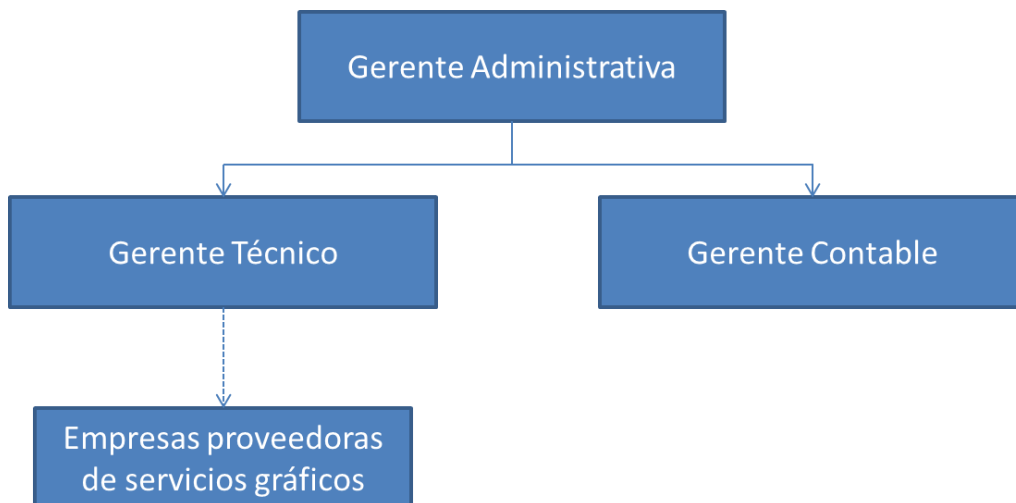 Gerente Administrativa
Gerente Técnico
Gerente Contable
Empresas proveedoras
de servicios gráficos